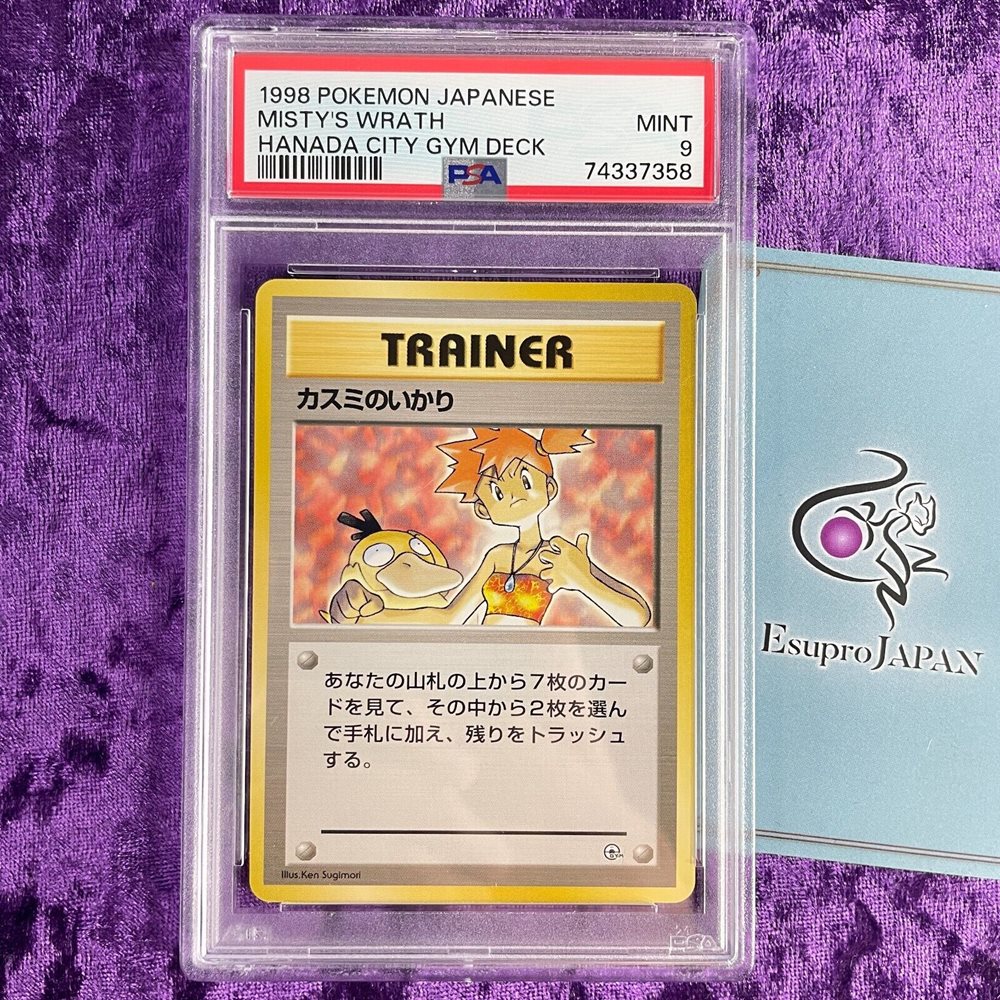 1998 POKEMON JAPANESE
MISTY'S WRATH MINT
HANADA CITY GYM DECK 9
PSA 74337358
TRAINER
カスミのいかり
あなたの山札の上から7枚のカー
ドを見て、その中から2枚を選ん
で手札に加え、残りをトラッシュ
する。
GYM
Illus.Ken Sugimori
PSA
EsuproJAPAN